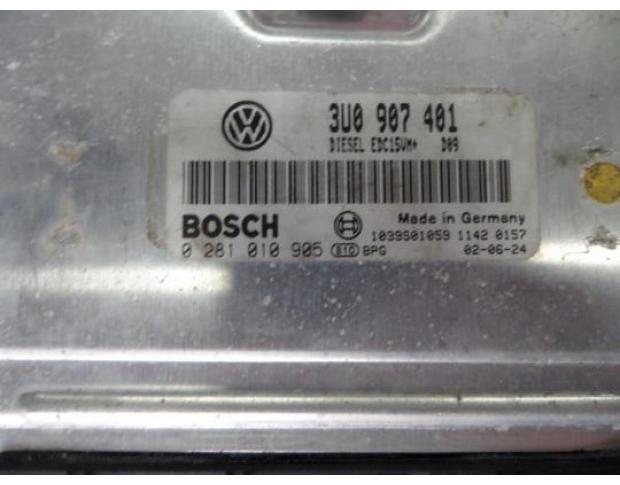 3U0 907 401
DIESEL EDC15VM+ D09
BOSCH
Made in Germany
1039S01059 1142 0157
0 281 010 905 810 BPG 02-06-24